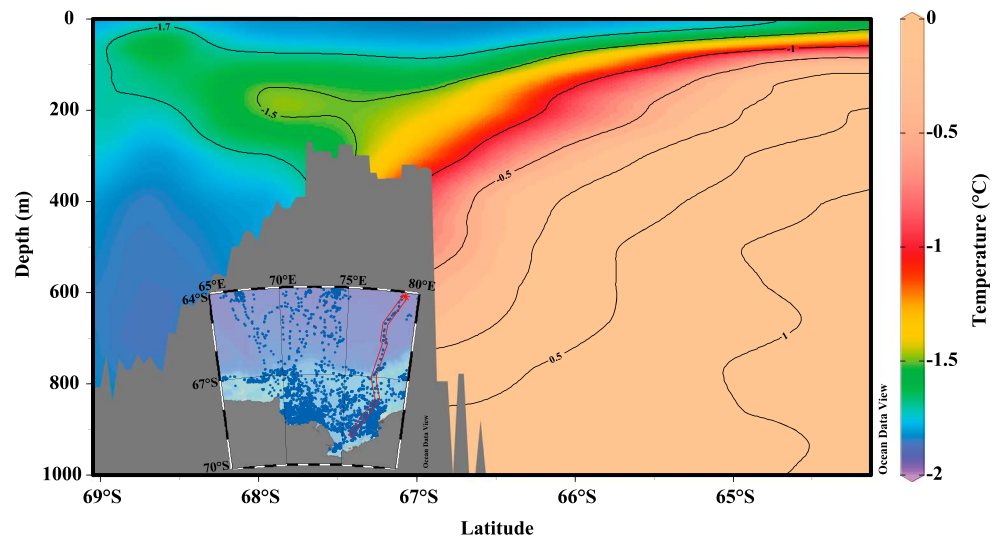 0
200
400
600
800
1000
Depth (m)
69°S
68°S
67°S
66°S
65°S
Latitude
-1.7
-1.5
-1
-0.5
0.5
1
65°E
70°E
75°E
80°E
64°S
67°S
70°S
Ocean Data View
Ocean Data View
0
-0.5
-1
-1.5
-2
Temperature (°C)